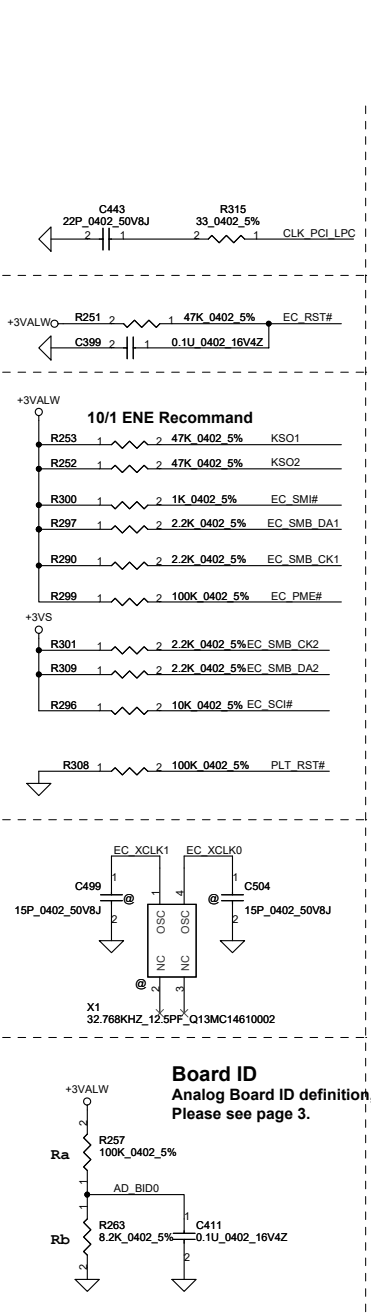 C443
22P_0402_50V8J
2
1
R315
33_0402_5%
2
1
CLK_PCI_LPC
+3VALW
R251 2 1 47K_0402_5% EC_RST#
C399 2 1 0.1U_0402_16V4Z
+3VALW
10/1 ENE Recommand
R253 1 2 47K_0402_5% KSO1
R252 1 2 47K_0402_5% KSO2
R300 1 2 1K_0402_5% EC_SMI#
R297 1 2 2.2K_0402_5% EC_SMB_DA1
R290 1 2 2.2K_0402_5% EC_SMB_CK1
R299 1 2 100K_0402_5% EC_PME#
+3VS
R301 1 2 2.2K_0402_5% EC_SMB_CK2
R309 1 2 2.2K_0402_5% EC_SMB_DA2
R296 1 2 10K_0402_5% EC_SCI#
R308 1 2 100K_0402_5% PLT_RST#
EC_XCLK1 EC_XCLK0
C499
1
@
2
15P_0402_50V8J
1 4
OSC OSC
NC NC
2 3
@
C504
1
@
2
15P_0402_50V8J
X1
32.768KHZ_12.5PF_Q13MC14610002
Board ID
Analog Board ID definition,
Please see page 3.
+3VALW
2
Ra
R257
100K_0402_5%
1
AD_BID0
1
Rb
R263
8.2K_0402_5%
2
1
C411
0.1U_0402_16V4Z
2